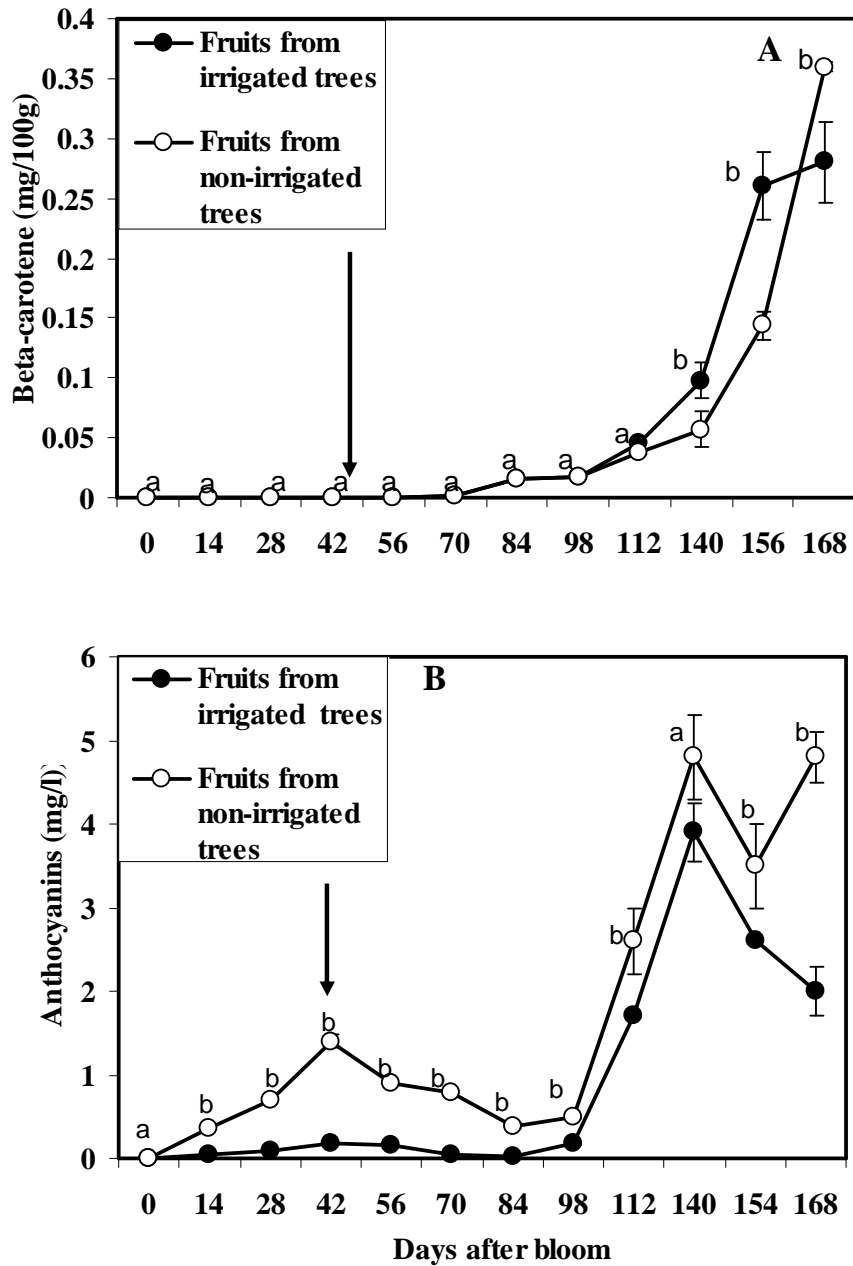 0.4
0.35
0.3
0.25
0.2
0.15
0.1
0.05
0
Beta-carotene (mg/100g)
Fruits from
irrigated trees
Fruits from
non-irrigated
trees
A
a a a a a a a a a b b b
0 14 28 42 56 70 84 98 112 140 156 168
6
5
4
3
2
1
0
Anthocyanins (mg/l)
Fruits from
irrigated trees
Fruits from
non-irrigated
trees
B
a b b b b b b b b a b b
0 14 28 42 56 70 84 98 112 140 154 168
Days after bloom